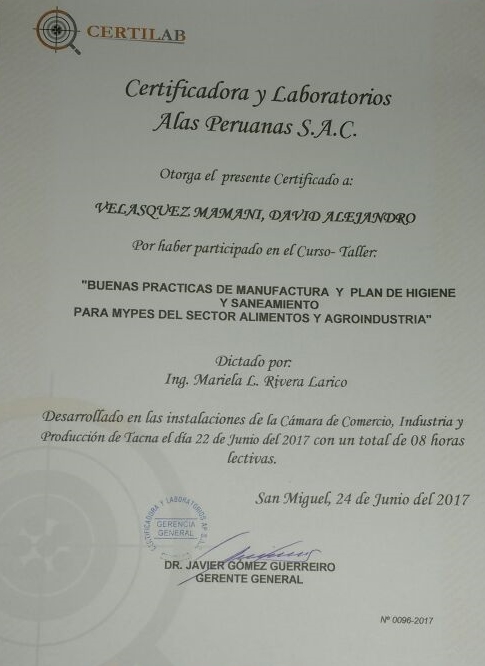 CERTILAB
Certificadora y Laboratorios
Alas Peruanas S.A.C.
Otorga el presente Certificado a:
VELASQUEZ MAMANI, DAVID ALEJANDRO
Por haber participado en el Curso- Taller:
"BUENAS PRACTICAS DE MANUFACTURA Y PLAN DE HIGIENE
Y SANEAMIENTO
PARA MYPES DEL SECTOR ALIMENTOS Y AGROINDUSTRIA"
Dictado por:
Ing. Mariela L. Rivera Larico
Desarrollado en las instalaciones de la Cámara de Comercio, Industria y
Producción de Tacna el día 22 de Junio del 2017 con un total de 08 horas
lectivas.
San Miguel, 24 de Junio del 2017
GERENCIA
GENERAL
DR. JAVIER GÓMEZ GUERREIRO
GERENTE GENERAL
Nº 0096-2017